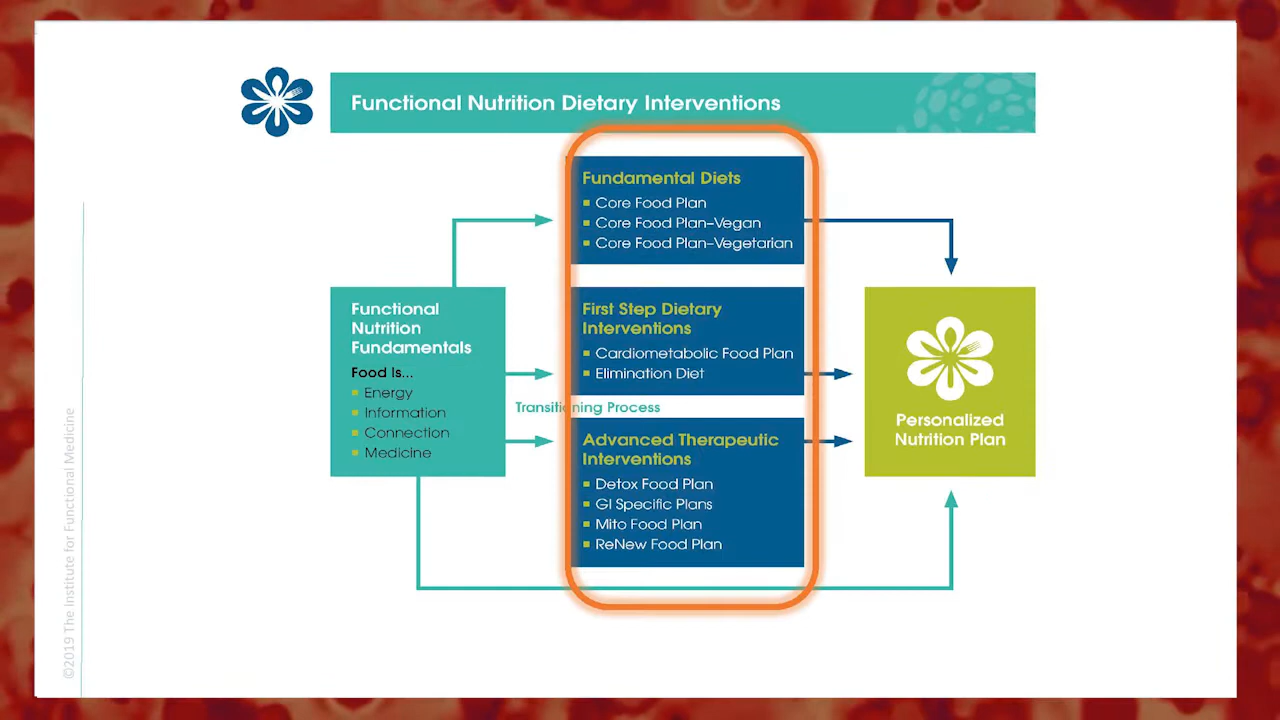 Functional Nutrition Dietary Interventions
Fundamental Diets
Core Food Plan
Core Food Plan–Vegan
Core Food Plan–Vegetarian
Functional
Nutrition
Fundamentals
Food Is...
Energy
Information
Connection
Medicine
First Step Dietary
Interventions
Cardiometabolic Food Plan
Elimination Diet
Transitioning Process
Advanced Therapeutic
Interventions
Detox Food Plan
GI Specific Plans
Mito Food Plan
ReNew Food Plan
Personalized
Nutrition Plan
©2019 The Institute for Functional Medicine